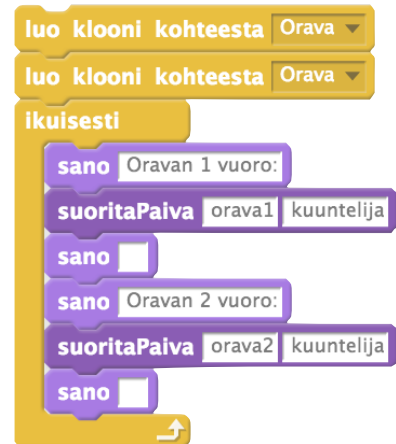 luo klooni kohteesta Orava
luo klooni kohteesta Orava
ikuisesti
sano Oravan 1 vuoro:
suoritaPaiva orava1 kuuntelija
sano
sano Oravan 2 vuoro:
suoritaPaiva orava2 kuuntelija
sano